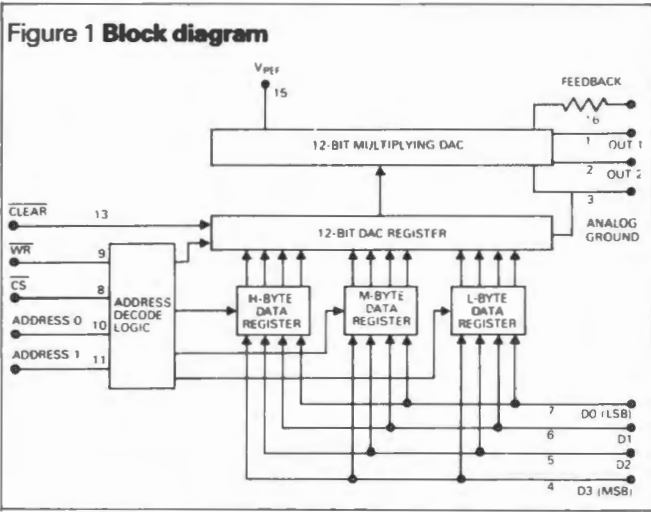 Figure 1 Block diagram
VREF
15
FEEDBACK
16
12-BIT MULTIPLYING DAC
1
OUT 1
2
OUT 2
3
CLEAR
13
12-BIT DAC REGISTER
ANALOG
GROUND
WR
9
CS
8
ADDRESS 0
10
ADDRESS 1
11
ADDRESS
DECODE
LOGIC
H-BYTE
DATA
REGISTER
M-BYTE
DATA
REGISTER
L-BYTE
DATA
REGISTER
7
D0 (LSB)
6
D1
5
D2
4
D3 (MSB)